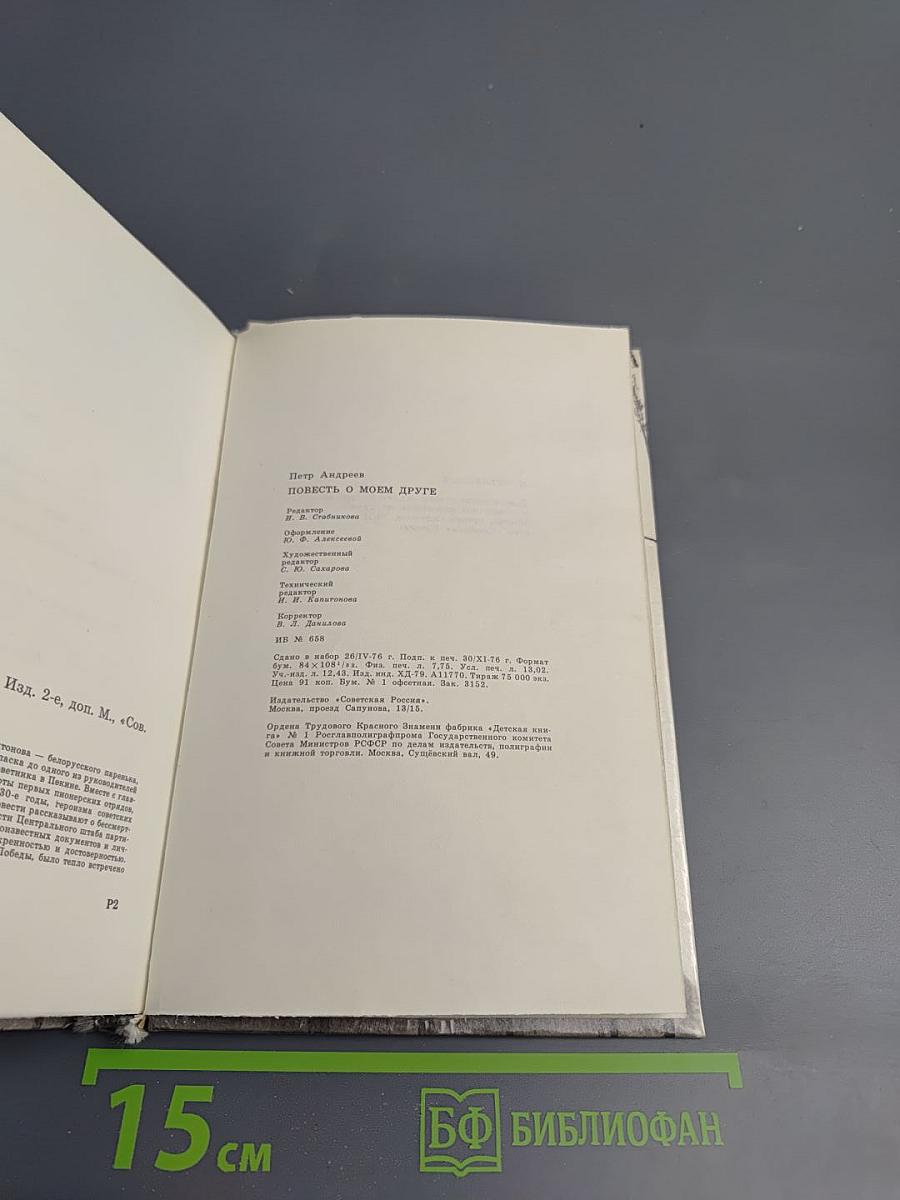 Изд. 2-е, доп. М., «Сов.
тонова — белорусского паренька,
ласка до одного из руководителей
оветника в Пекине. Вместе с глав-
оты первых пионерских отрядов,
30-е годы, героизма советских
овести рассказывают о бессмерт-
сти Центрального штаба парти-
оизвестных документов и лич-
кренностью и достоверностью.
Победы, было тепло встречено
Р2
Петр Андреев
ПОВЕСТЬ О МОЕМ ДРУГЕ
Редактор
И. В. Стабникова
Оформление
Ю. Ф. Алексеевой
Художественный
редактор
С. Ю. Сахарова
Технический
редактор
И. И. Капитонова
Корректор
В. Л. Данилова
ИБ № 658
Сдано в набор 26/IV-76 г. Подп. к печ. 30/XI-76 г. Формат
бум. 84×108¹/₃₂. Физ. печ. л. 7,75. Усл. печ. л. 13,02.
Уч.-изд. л. 12,43. Изд. инд. ХД-79. А11770. Тираж 75 000 экз.
Цена 91 коп. Бум. № 1 офсетная. Зак. 3152.
Издательство «Советская Россия».
Москва, проезд Сапунова, 13/15.
Ордена Трудового Красного Знамени фабрика «Детская кни-
га» № 1 Росглавполиграфпрома Государственного комитета
Совета Министров РСФСР по делам издательств, полиграфии
и книжной торговли. Москва, Сущёвский вал, 49.
15 см
БФ БИБЛИОФАН